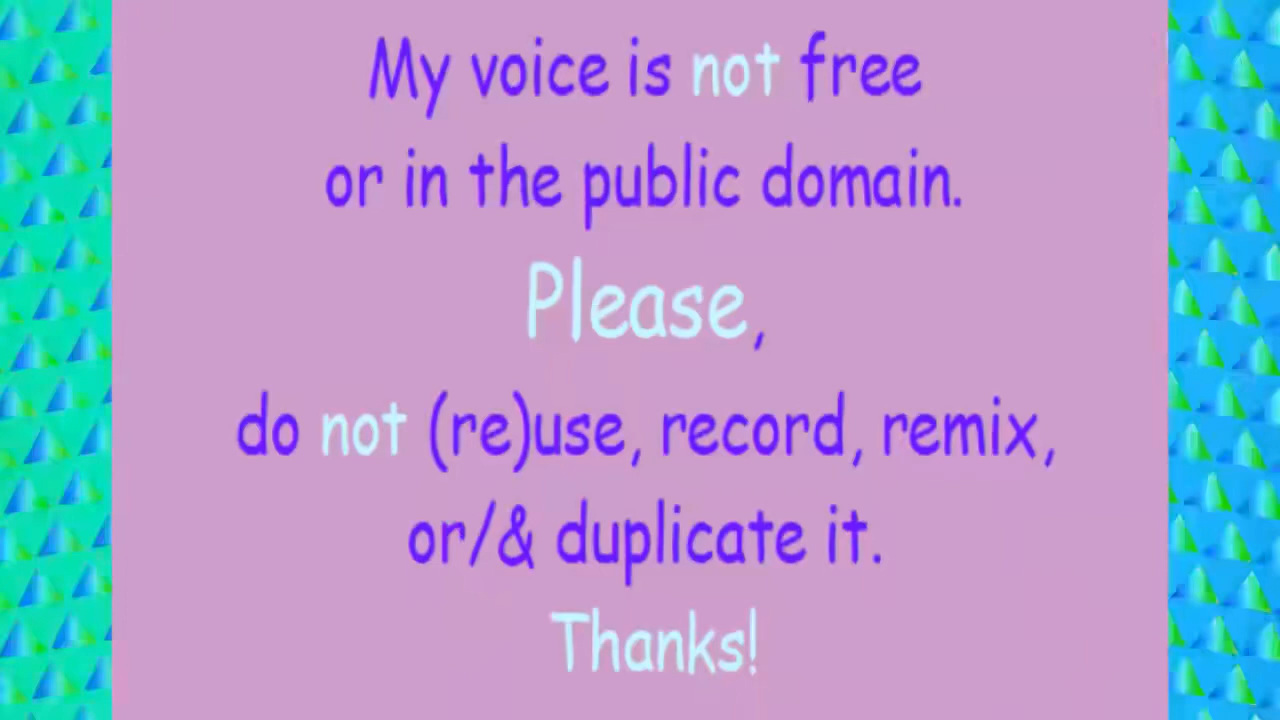 My voice is not free
or in the public domain.
Please,
do not (re)use, record, remix,
or/& duplicate it.
Thanks!